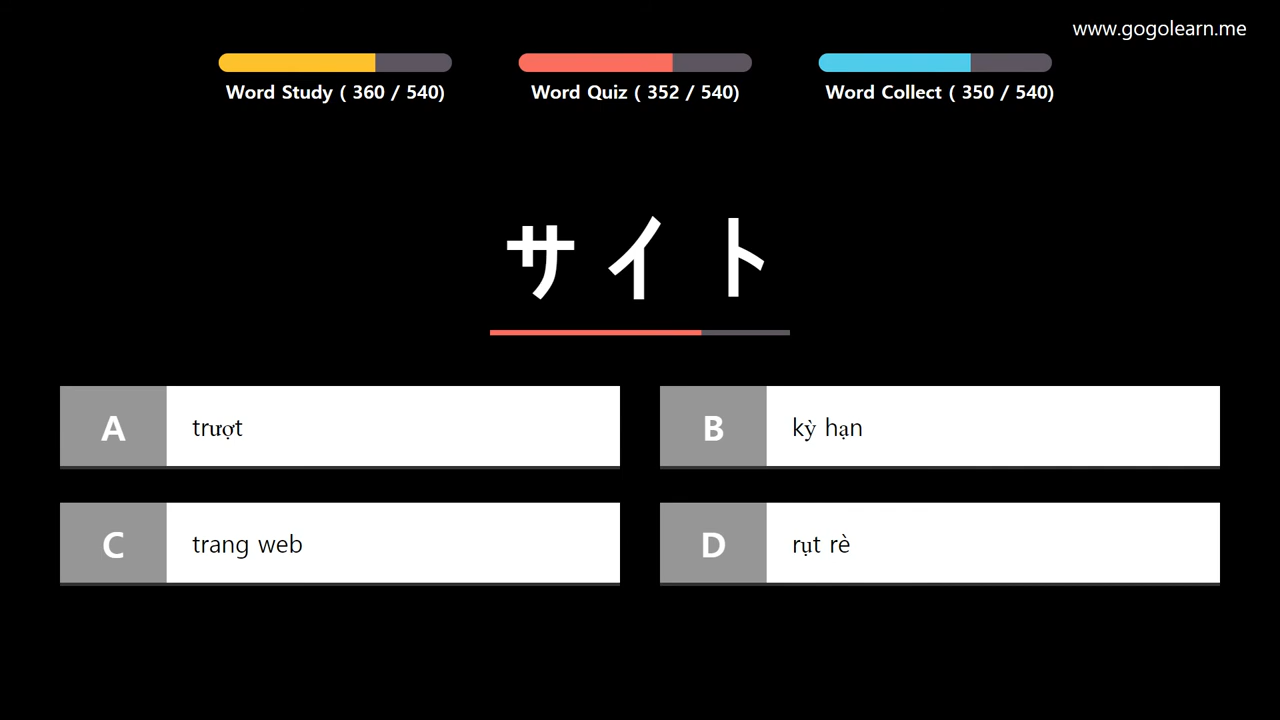 www.gogolearn.me
Word Study ( 360 / 540)
Word Quiz ( 352 / 540)
Word Collect ( 350 / 540)
サイト
A
trượt
B
kỳ hạn
C
trang web
D
rụt rè